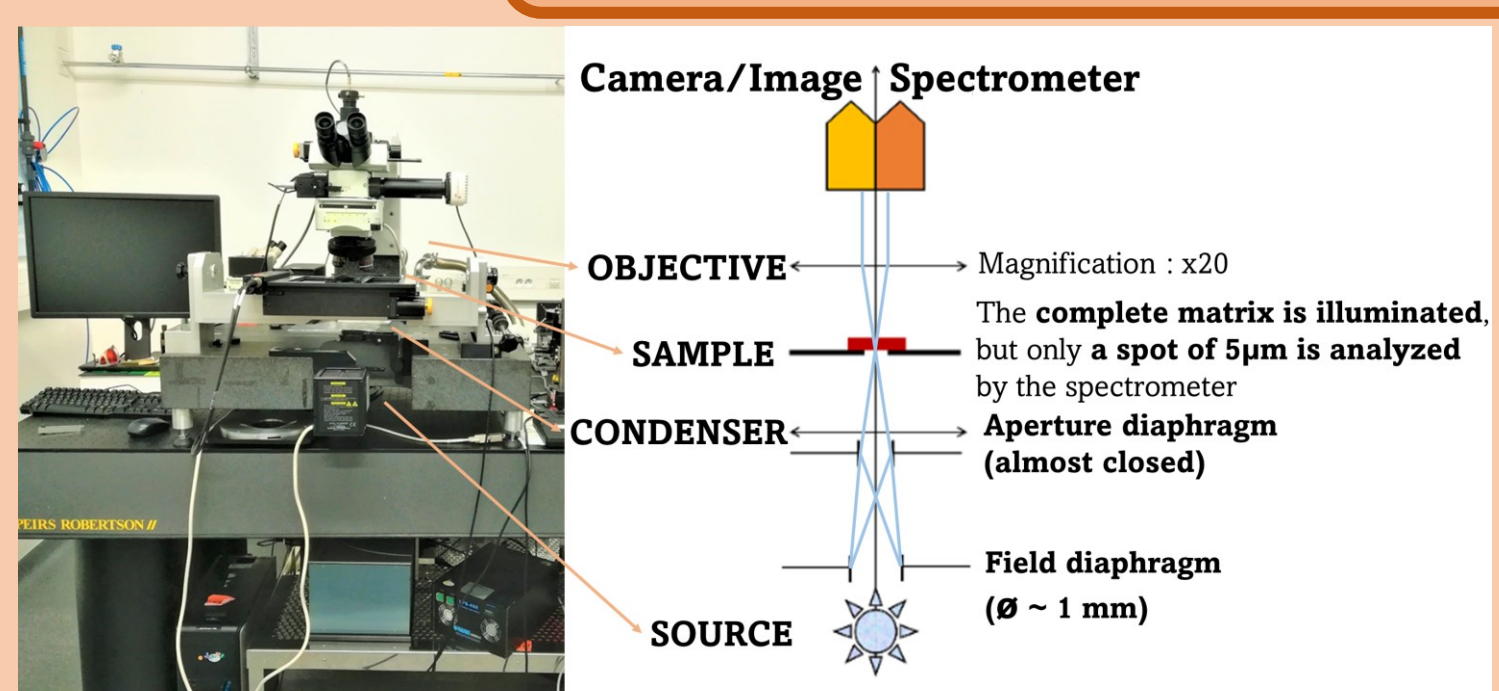 Camera/Image Spectrometer
OBJECTIVE
Magnification : x20
The complete matrix is illuminated,
SAMPLE
but only a spot of 5µm is analyzed
by the spectrometer
CONDENSER
Aperture diaphragm
(almost closed)
PEIRS ROBERTSON II
Field diaphragm
(Ø ~ 1 mm)
SOURCE